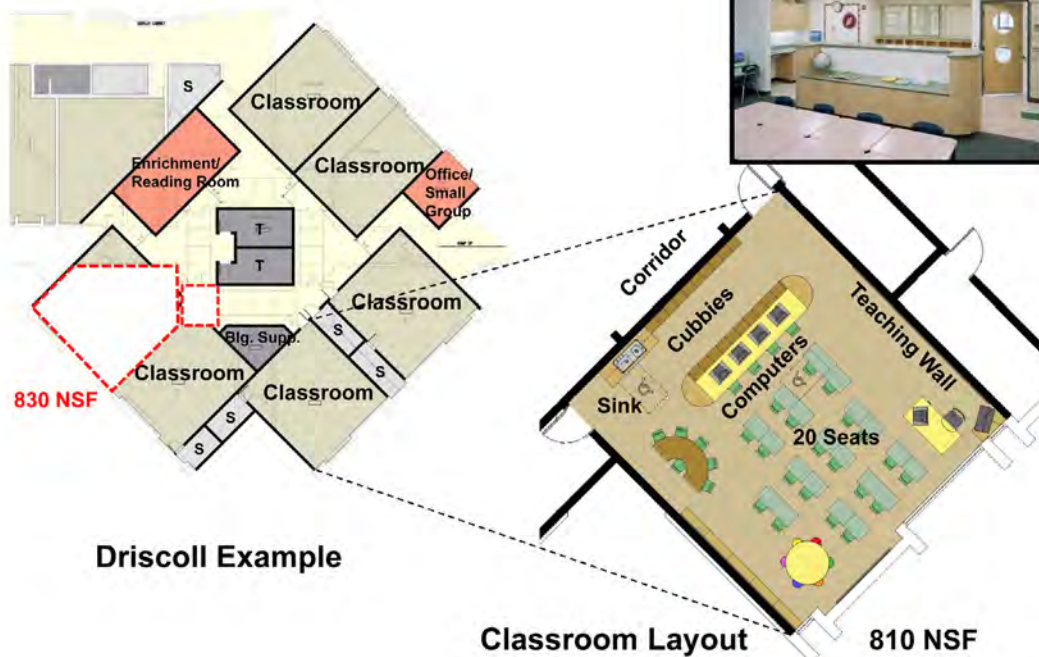 S
Classroom
Classroom
Enrichment/
Reading Room
Office/
Small
Group
T
T
Classroom
Blg. Supp.
Classroom
Classroom
S
S
S
S
830 NSF
Driscoll Example
Corridor
Cubbies
Computers
Teaching Wall
Sink
20 Seats
Classroom Layout
810 NSF